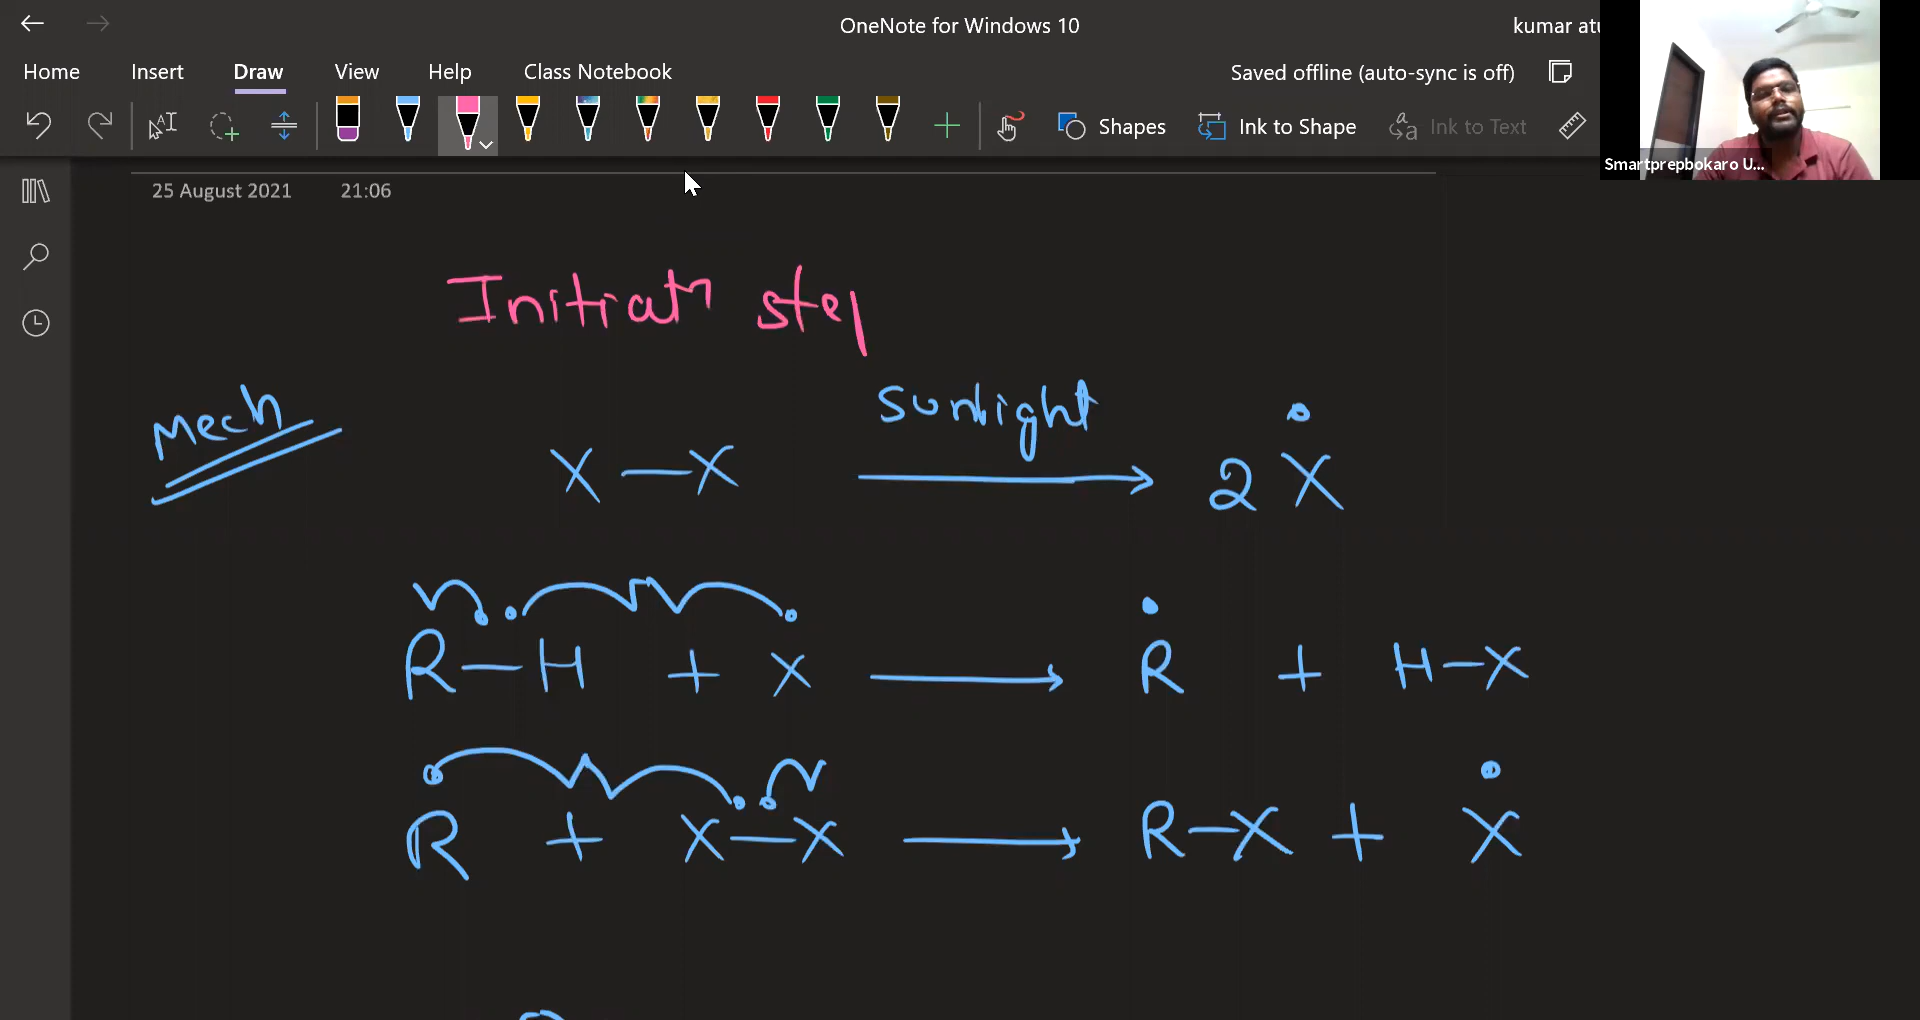 OneNote for Windows 10
kumar atu
Home Insert Draw View Help Class Notebook
Saved offline (auto-sync is off)
Shapes Ink to Shape Ink to Text
Smartprepbokaro U...
25 August 2021 21:06
Initiatn step
Mech
Sunlight
X—X → 2 Ẋ
R—H + Ẋ → Ṙ + H—X
Ṙ + X—X → R—X + Ẋ